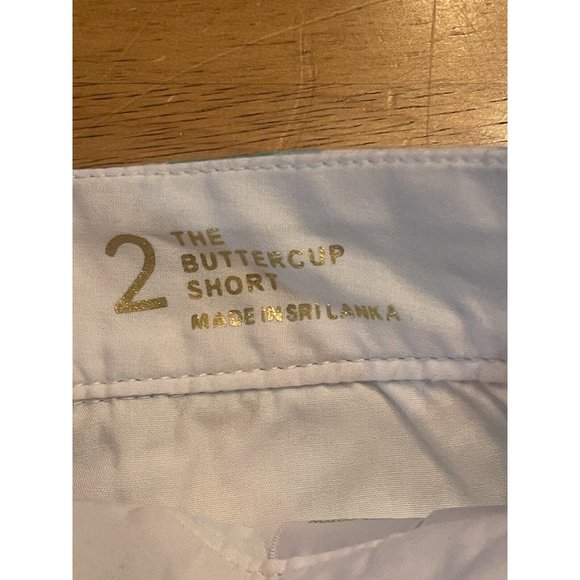 2
THE
BUTTERCUP
SHORT
MADE IN SRI LANKA